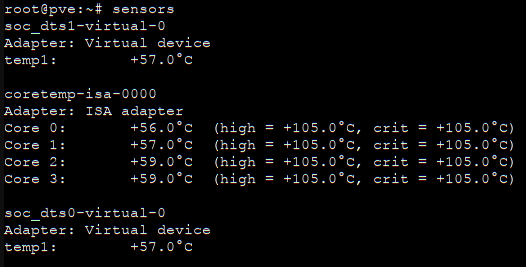 root@pve:~# sensors
soc_dts1-virtual-0
Adapter: Virtual device
temp1:        +57.0°C

coretemp-isa-0000
Adapter: ISA adapter
Core 0:       +56.0°C  (high = +105.0°C, crit = +105.0°C)
Core 1:       +57.0°C  (high = +105.0°C, crit = +105.0°C)
Core 2:       +59.0°C  (high = +105.0°C, crit = +105.0°C)
Core 3:       +59.0°C  (high = +105.0°C, crit = +105.0°C)

soc_dts0-virtual-0
Adapter: Virtual device
temp1:        +57.0°C